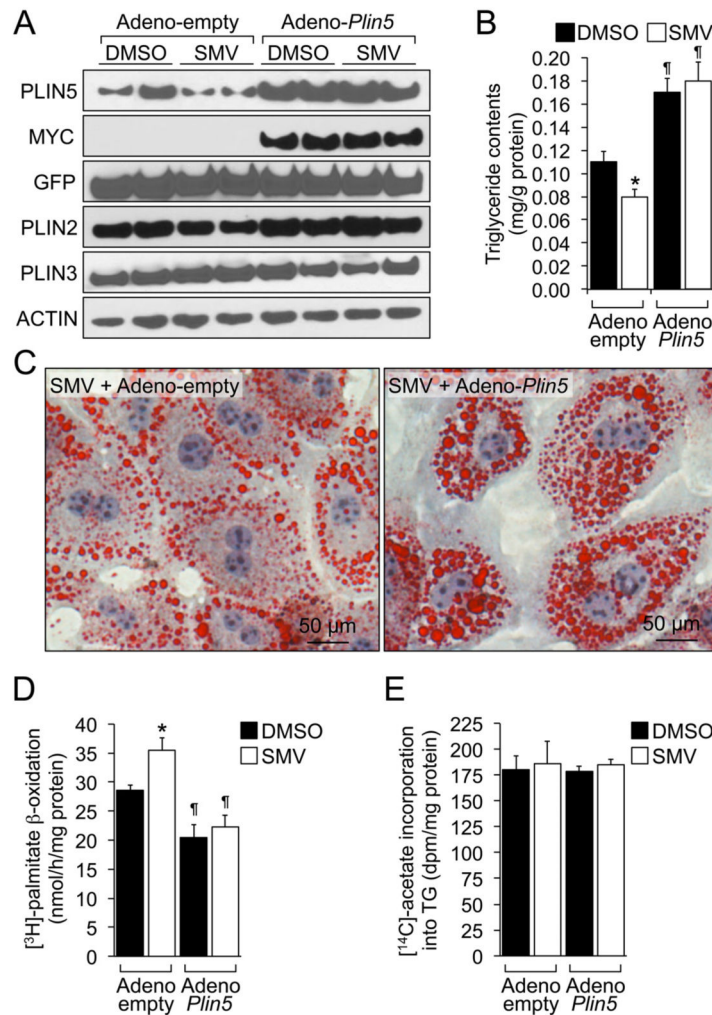 A
Adeno-empty Adeno-Plin5
DMSO SMV DMSO SMV
PLIN5
MYC
GFP
PLIN2
PLIN3
ACTIN
B
DMSO SMV
Triglyceride contents
(mg/g protein)
0.20
0.18
0.16
0.14
0.12
0.10
0.08
0.06
0.04
0.02
0.00
*
¶ ¶
Adeno Adeno
empty Plin5
C
SMV + Adeno-empty
50 µm
SMV + Adeno-Plin5
50 µm
D
DMSO
SMV
[³H]-palmitate β-oxidation
(nmol/h/mg protein)
40
35
30
25
20
15
10
5
0
*
¶ ¶
Adeno Adeno
empty Plin5
E
DMSO
SMV
[¹⁴C]-acetate incorporation
into TG (dpm/mg protein)
225
200
175
150
125
100
75
50
25
0
Adeno Adeno
empty Plin5